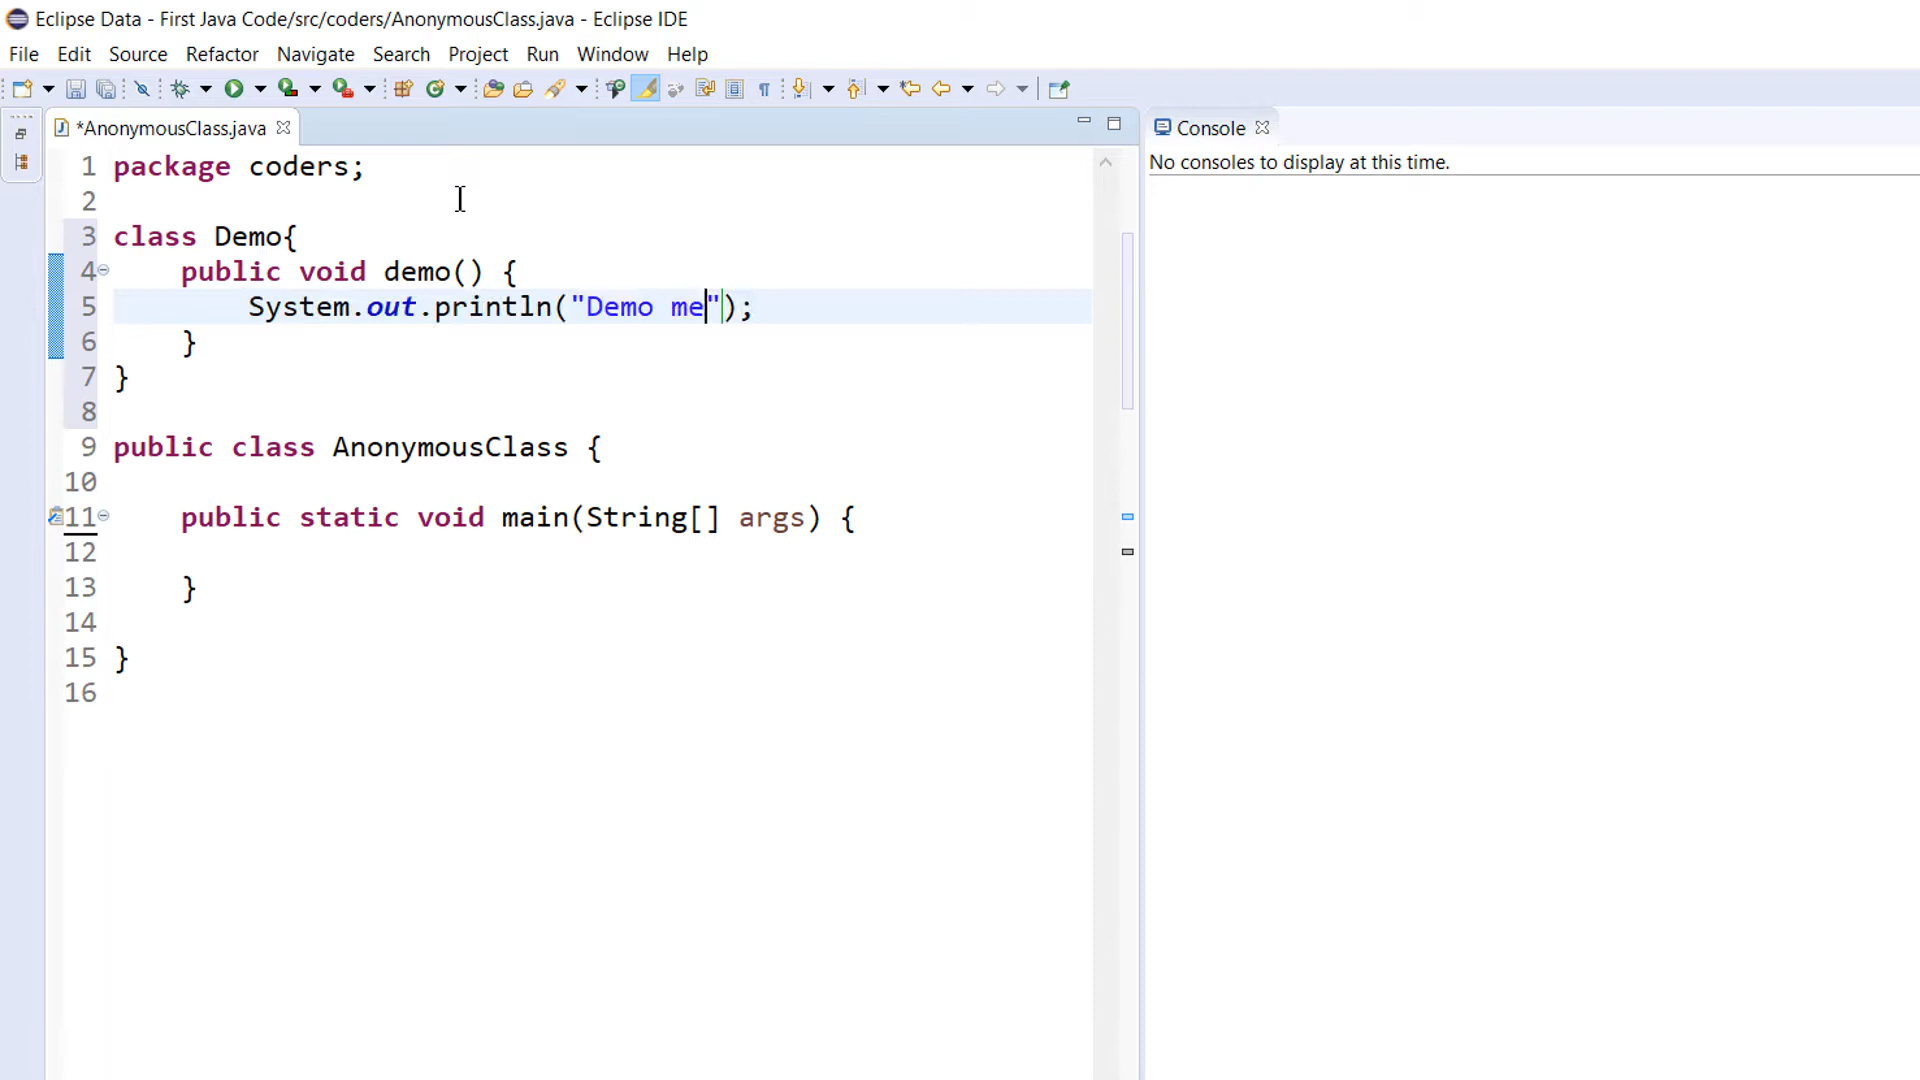 Eclipse Data - First Java Code/src/coders/AnonymousClass.java - Eclipse IDE
File Edit Source Refactor Navigate Search Project Run Window Help
*AnonymousClass.java
Console
No consoles to display at this time.
1 package coders;
2
3 class Demo{
4 public void demo() {
5 System.out.println("Demo me");
6 }
7 }
8
9 public class AnonymousClass {
10
11 public static void main(String[] args) {
12
13 }
14
15 }
16